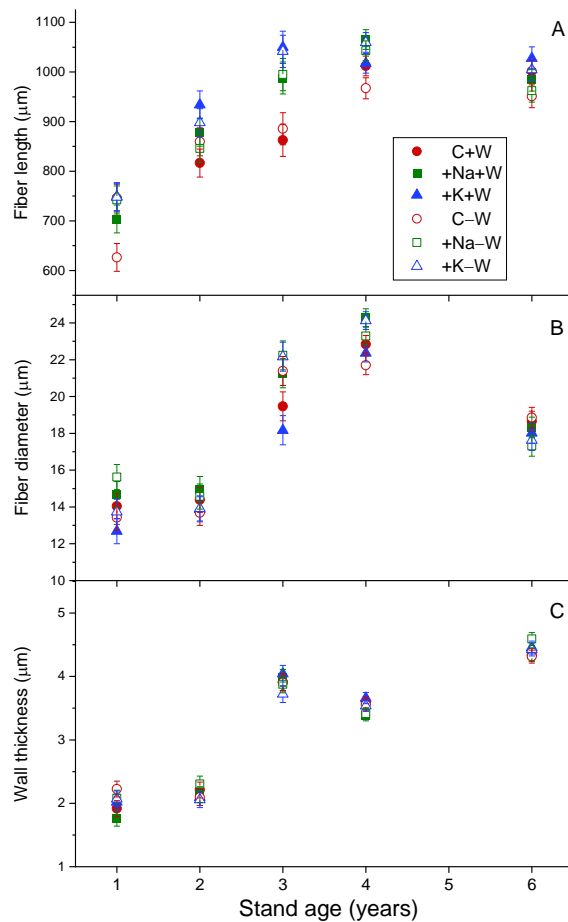 A
1100
1000
900
800
700
600
Fiber length (μm)
C+W
+Na+W
+K+W
C−W
+Na−W
+K−W
B
24
22
20
18
16
14
12
10
Fiber diameter (μm)
C
5
4
3
2
1
Wall thickness (μm)
1 2 3 4 5 6
Stand age (years)